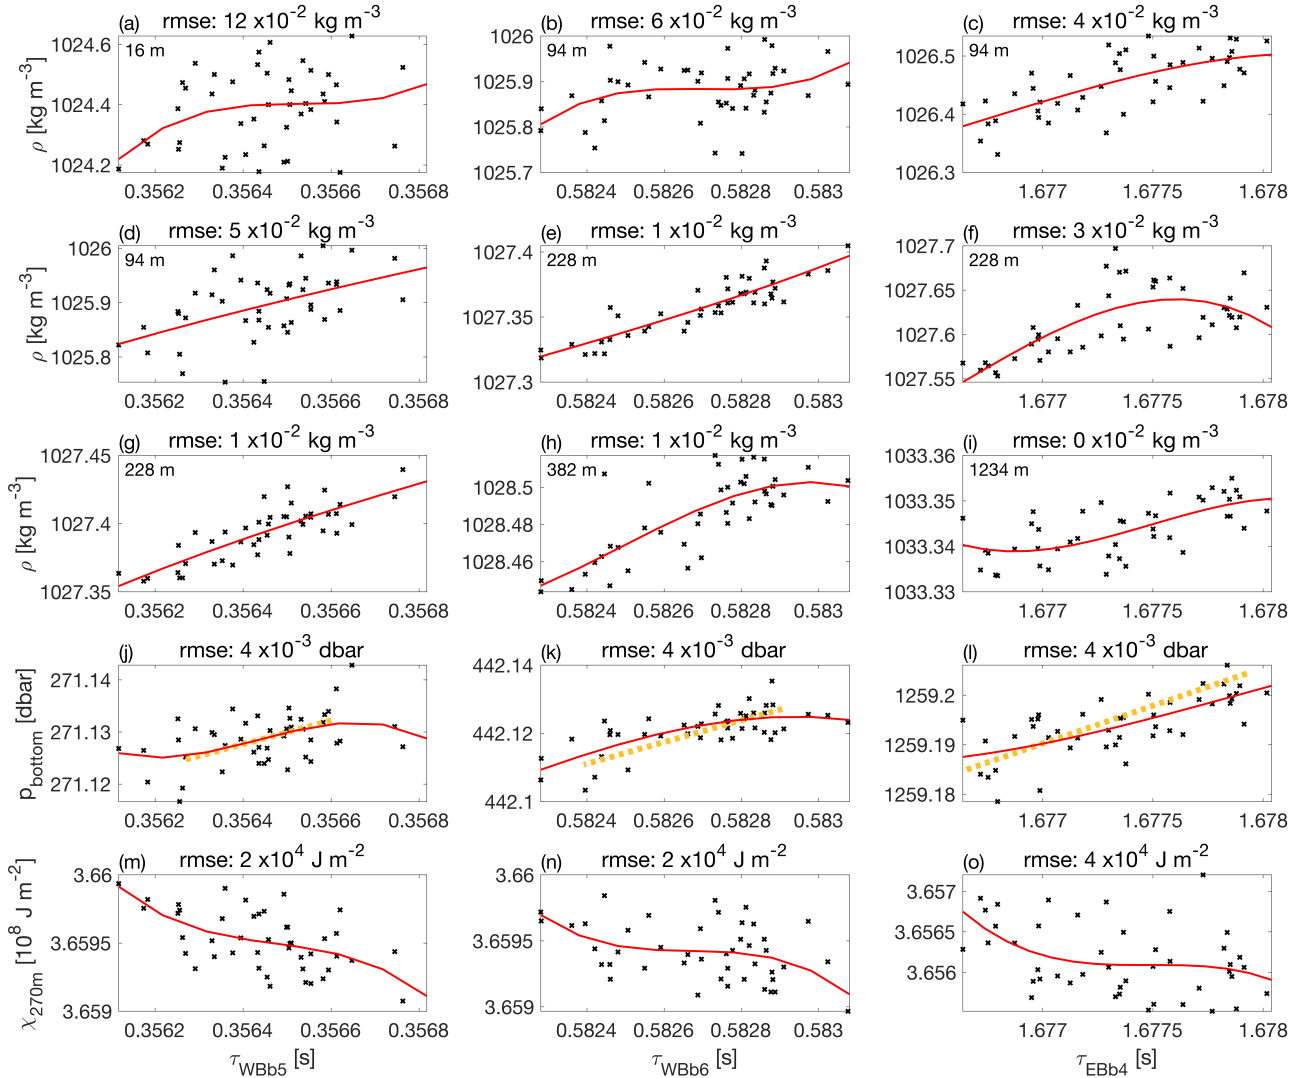 (a) rmse: 12 x10⁻² kg m⁻³
16 m
1024.6
1024.4
1024.2
ρ [kg m⁻³]
0.3562 0.3564 0.3566 0.3568
(b) rmse: 6 x10⁻² kg m⁻³
94 m
1026
1025.9
1025.8
1025.7
0.5824 0.5826 0.5828 0.583
(c) rmse: 4 x10⁻² kg m⁻³
94 m
1026.5
1026.4
1026.3
1.677 1.6775 1.678
(d) rmse: 5 x10⁻² kg m⁻³
94 m
1026
1025.9
1025.8
ρ [kg m⁻³]
0.3562 0.3564 0.3566 0.3568
(e) rmse: 1 x10⁻² kg m⁻³
228 m
1027.4
1027.35
1027.3
0.5824 0.5826 0.5828 0.583
(f) rmse: 3 x10⁻² kg m⁻³
228 m
1027.7
1027.65
1027.6
1027.55
1.677 1.6775 1.678
(g) rmse: 1 x10⁻² kg m⁻³
228 m
1027.45
1027.4
1027.35
ρ [kg m⁻³]
0.3562 0.3564 0.3566 0.3568
(h) rmse: 1 x10⁻² kg m⁻³
382 m
1028.5
1028.48
1028.46
0.5824 0.5826 0.5828 0.583
(i) rmse: 0 x10⁻² kg m⁻³
1234 m
1033.36
1033.35
1033.34
1033.33
1.677 1.6775 1.678
(j) rmse: 4 x10⁻³ dbar
271.14
271.13
271.12
p_bottom [dbar]
0.3562 0.3564 0.3566 0.3568
(k) rmse: 4 x10⁻³ dbar
442.14
442.12
442.1
0.5824 0.5826 0.5828 0.583
(l) rmse: 4 x10⁻³ dbar
1259.2
1259.19
1259.18
1.677 1.6775 1.678
(m) rmse: 2 x10⁴ J m⁻²
3.66
3.6595
3.659
χ_270m [10⁸ J m⁻²]
0.3562 0.3564 0.3566 0.3568
τ_WBb5 [s]
(n) rmse: 2 x10⁴ J m⁻²
3.66
3.6595
3.659
0.5824 0.5826 0.5828 0.583
τ_WBb6 [s]
(o) rmse: 4 x10⁴ J m⁻²
3.657
3.6565
3.656
1.677 1.6775 1.678
τ_EBb4 [s]